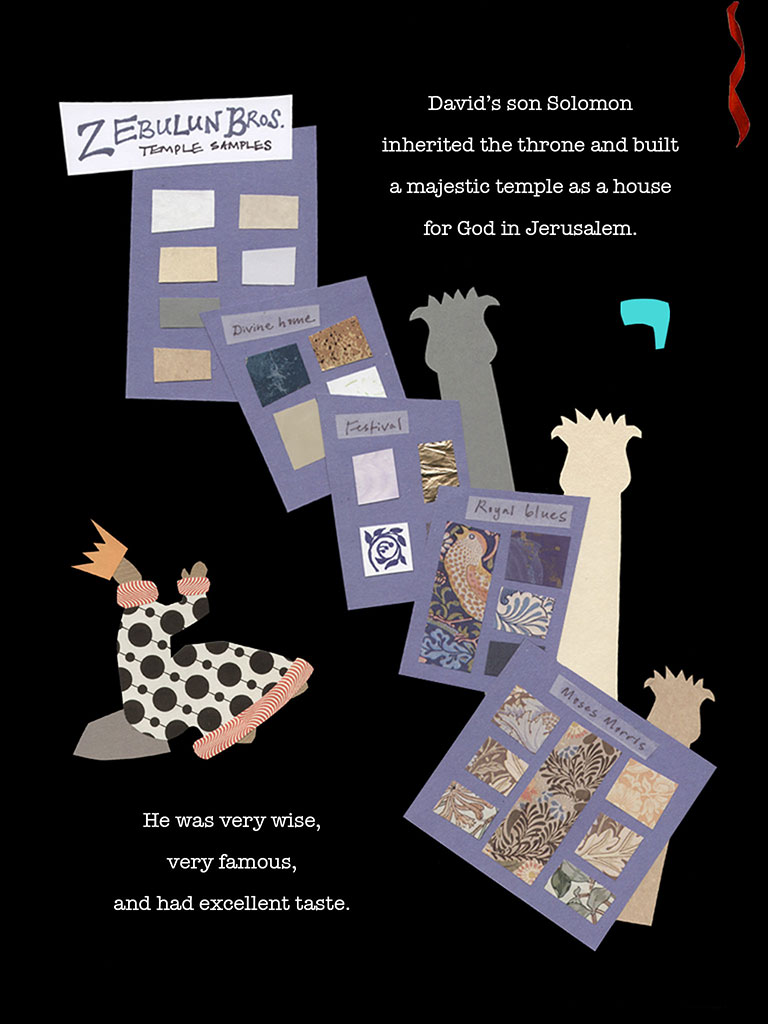 David's son Solomon
inherited the throne and built
a majestic temple as a house
for God in Jerusalem.
ZEBULUN BROS.
TEMPLE SAMPLES
Divine home
Festival
Royal blues
Moses Morris
ד
He was very wise,
very famous,
and had excellent taste.